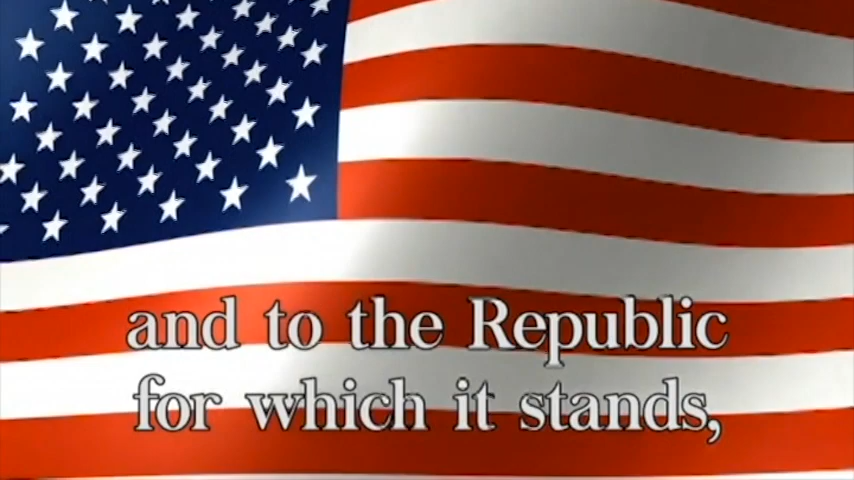 and to the Republic
for which it stands,